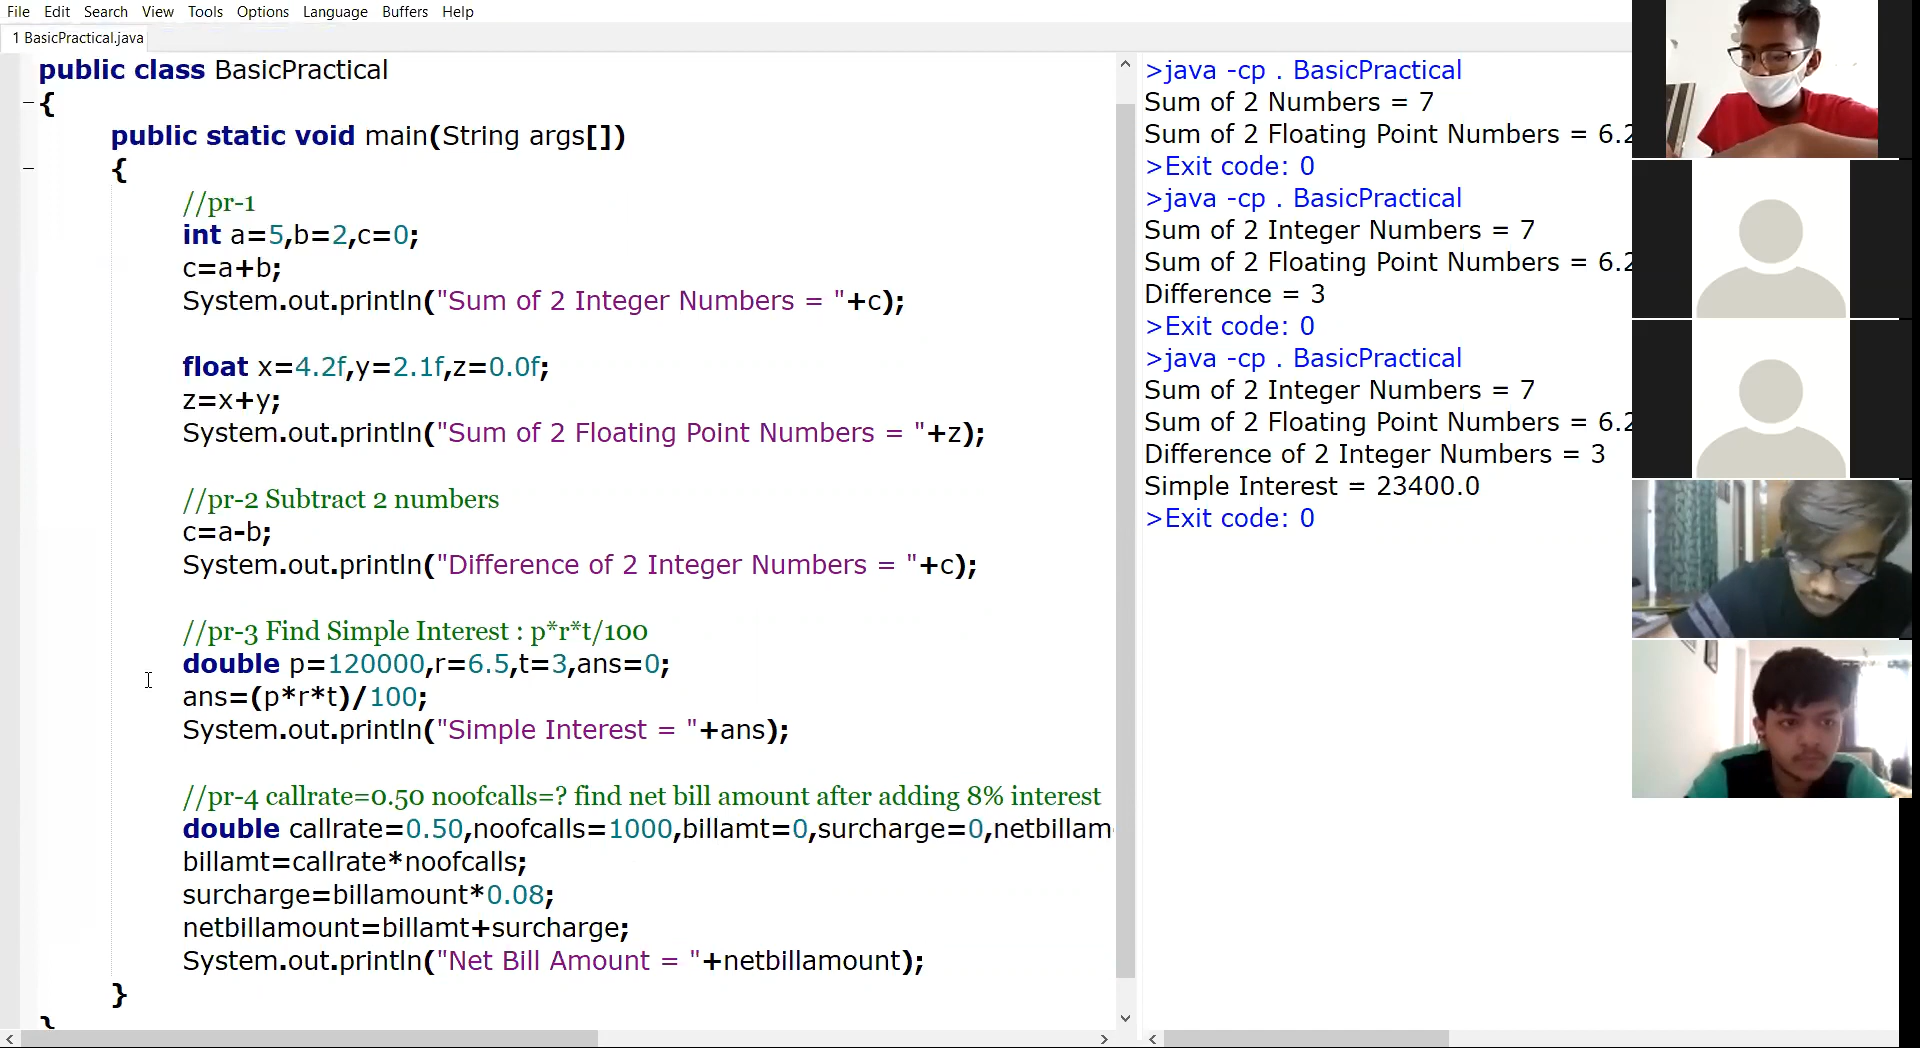 File Edit Search View Tools Options Language Buffers Help
1 BasicPractical.java
public class BasicPractical
{
public static void main(String args[])
{
//pr-1
int a=5,b=2,c=0;
c=a+b;
System.out.println("Sum of 2 Integer Numbers = "+c);
float x=4.2f,y=2.1f,z=0.0f;
z=x+y;
System.out.println("Sum of 2 Floating Point Numbers = "+z);
//pr-2 Subtract 2 numbers
c=a-b;
System.out.println("Difference of 2 Integer Numbers = "+c);
//pr-3 Find Simple Interest : p*r*t/100
double p=120000,r=6.5,t=3,ans=0;
ans=(p*r*t)/100;
System.out.println("Simple Interest = "+ans);
//pr-4 callrate=0.50 noofcalls=? find net bill amount after adding 8% interest
double callrate=0.50,noofcalls=1000,billamt=0,surcharge=0,netbillam
billamt=callrate*noofcalls;
surcharge=billamount*0.08;
netbillamount=billamt+surcharge;
System.out.println("Net Bill Amount = "+netbillamount);
}
}
>java -cp . BasicPractical
Sum of 2 Numbers = 7
Sum of 2 Floating Point Numbers = 6.2
>Exit code: 0
>java -cp . BasicPractical
Sum of 2 Integer Numbers = 7
Sum of 2 Floating Point Numbers = 6.2
Difference = 3
>Exit code: 0
>java -cp . BasicPractical
Sum of 2 Integer Numbers = 7
Sum of 2 Floating Point Numbers = 6.2
Difference of 2 Integer Numbers = 3
Simple Interest = 23400.0
>Exit code: 0